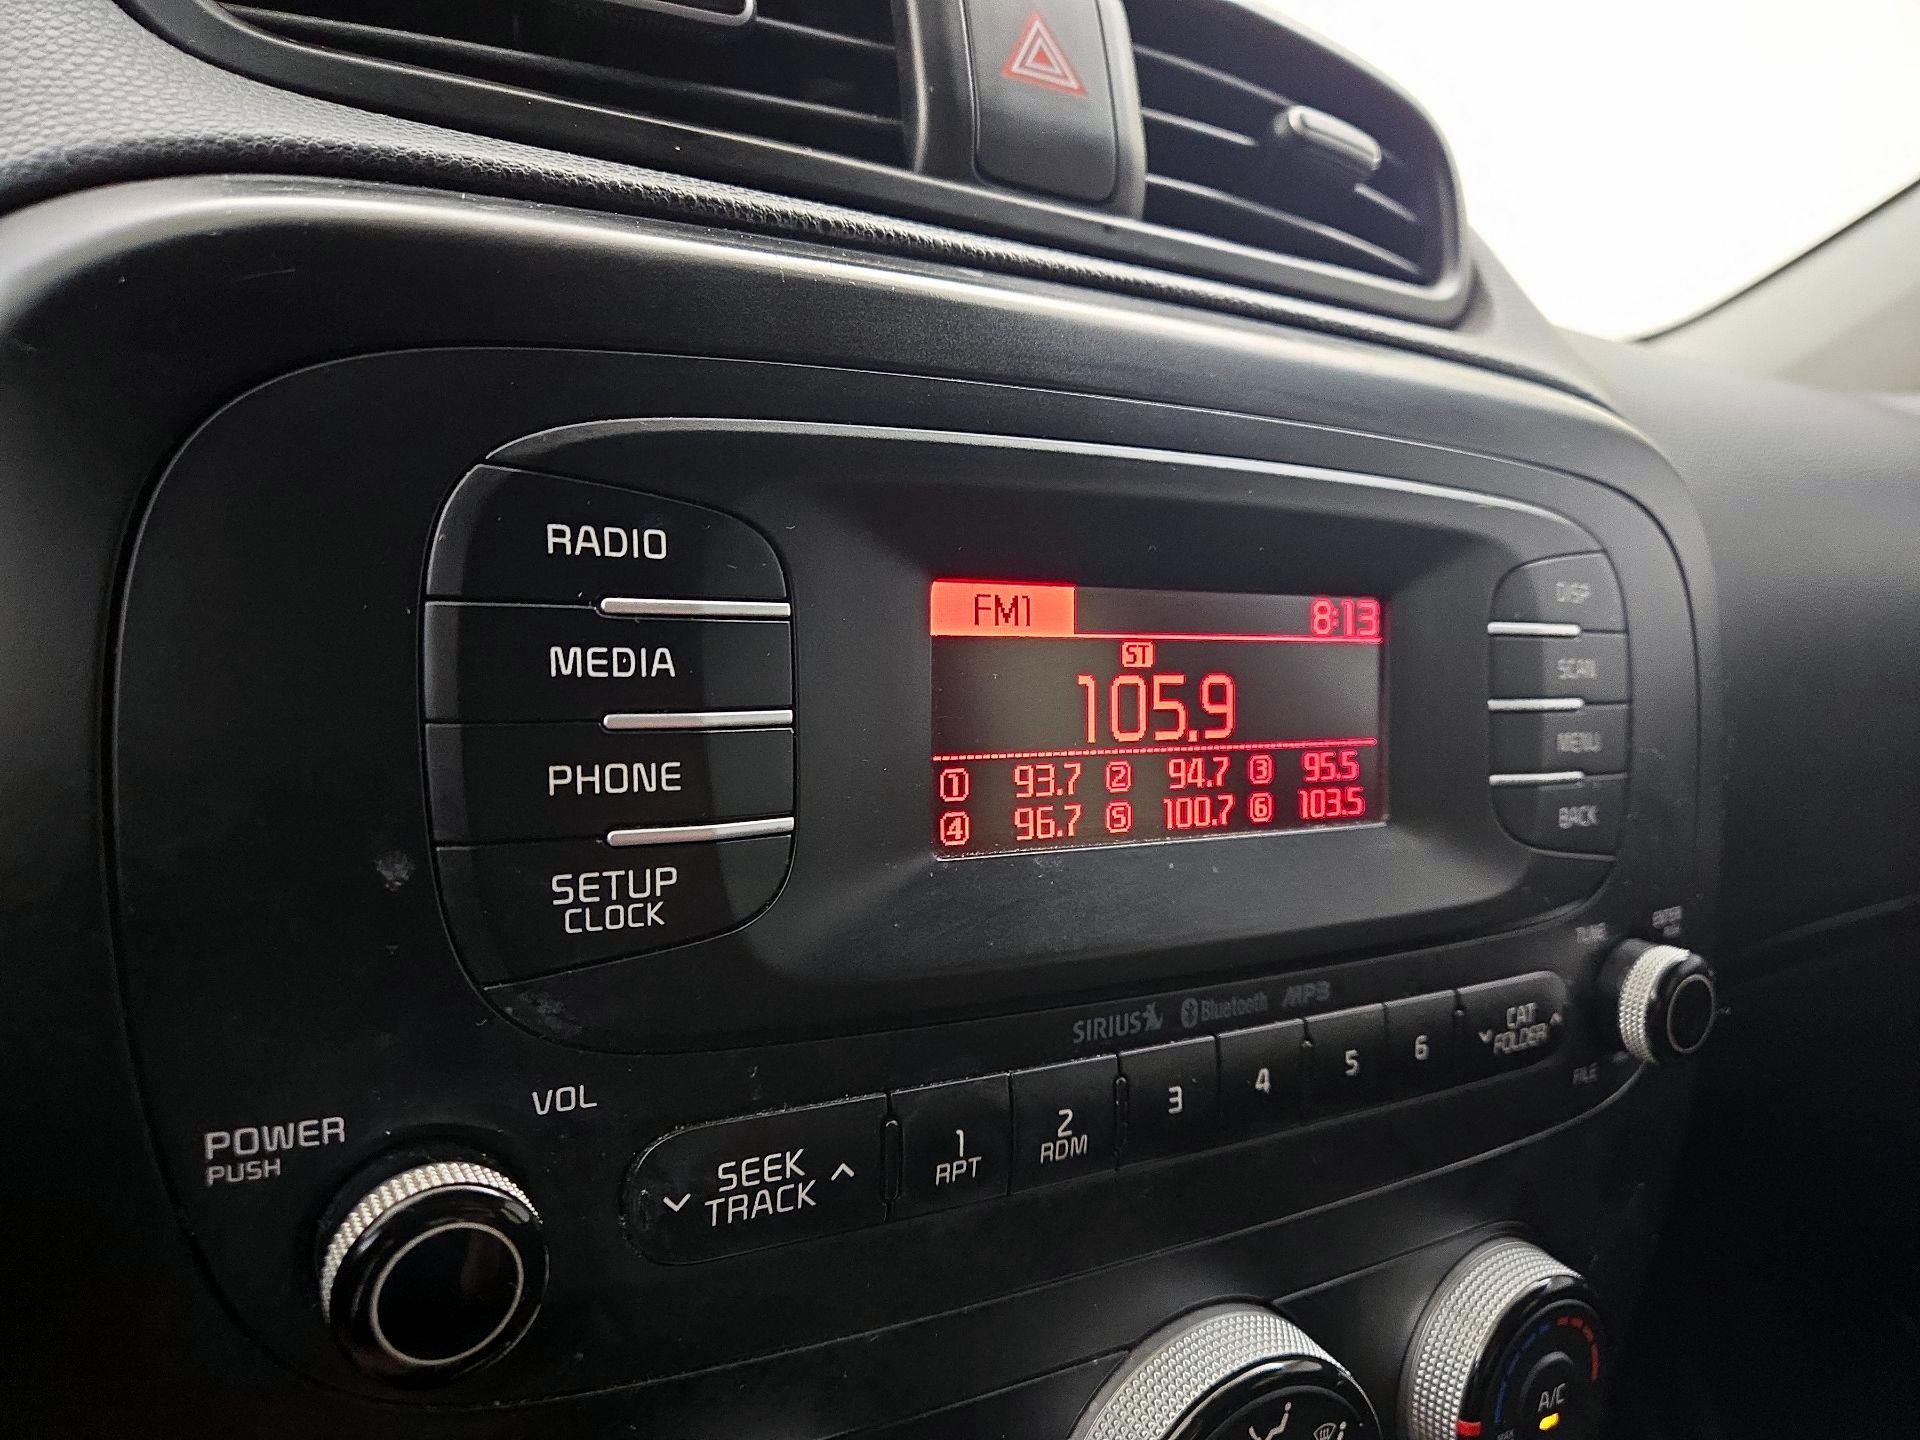 RADIO
MEDIA
PHONE
SETUP
CLOCK
FM1 8:13
ST
105.9
1 93.7 2 94.7 3 95.5
4 96.7 5 100.7 6 103.5
DISP
SCAN
MENU
BACK
TUNE ENTER
FILE
SIRIUS Bluetooth MP3
POWER
PUSH
VOL
SEEK
TRACK
1
RPT
2
RDM
3
4
5
6
CAT
FOLDER
A/C